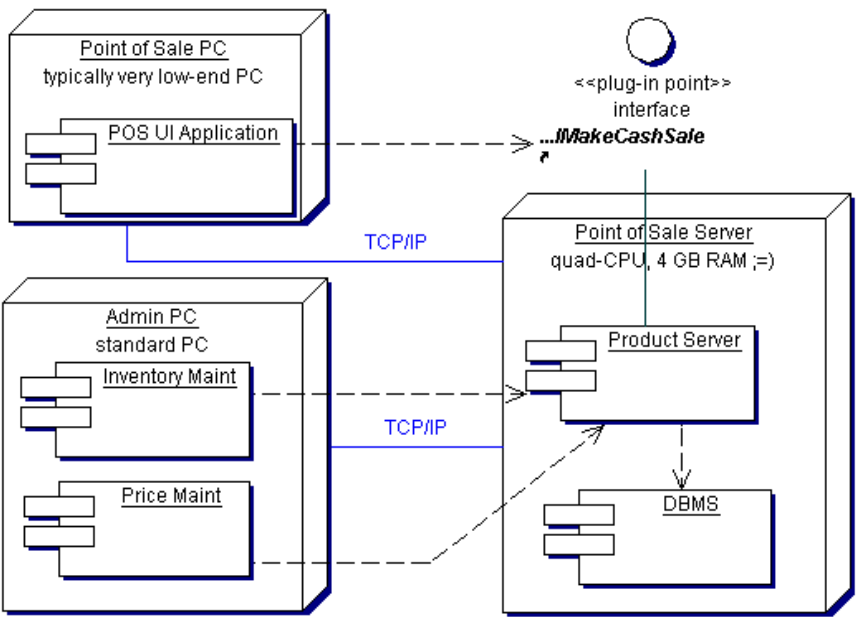 Point of Sale PC
typically very low-end PC
POS UI Application
<<plug-in point>>
interface
...IMakeCashSale
TCP/IP
Point of Sale Server
quad-CPU, 4 GB RAM ;=)
Product Server
DBMS
Admin PC
standard PC
Inventory Maint
TCP/IP
Price Maint